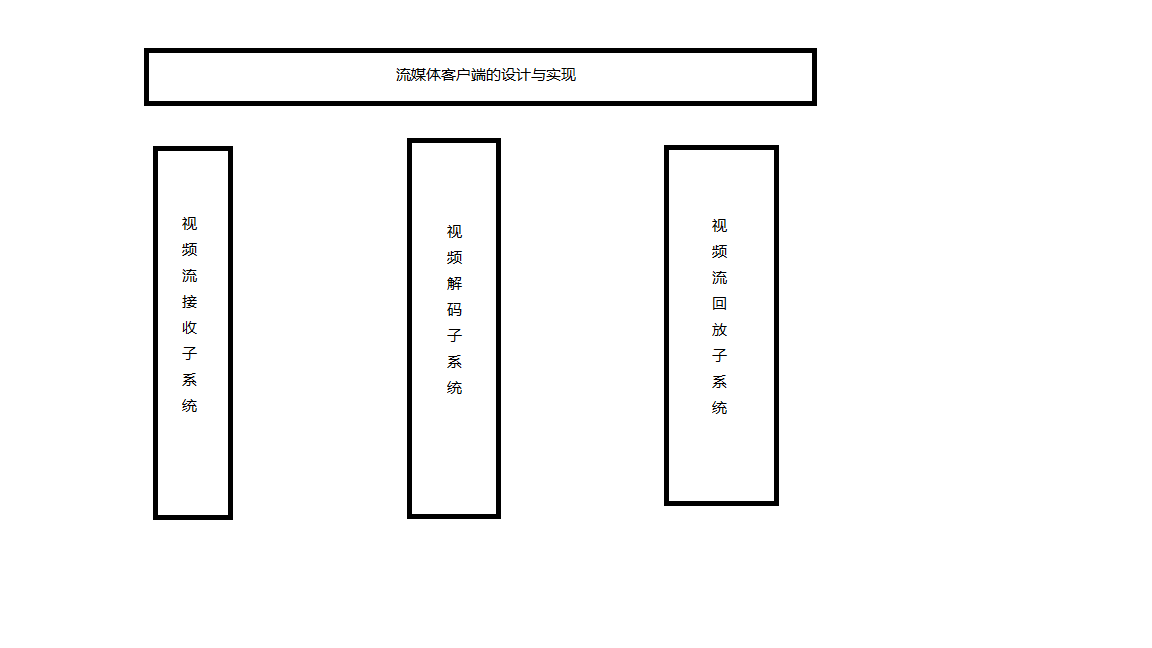 流媒体客户端的设计与实现
视频流接收子系统
视频解码子系统
视频流回放子系统